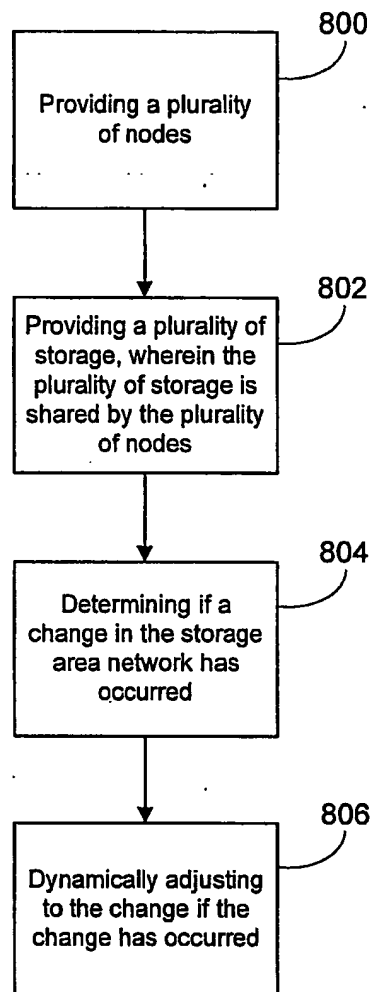 800
Providing a plurality
of nodes
802
Providing a plurality of
storage, wherein the
plurality of storage is
shared by the plurality
of nodes
804
Determining if a
change in the storage
area network has
occurred
806
Dynamically adjusting
to the change if the
change has occurred